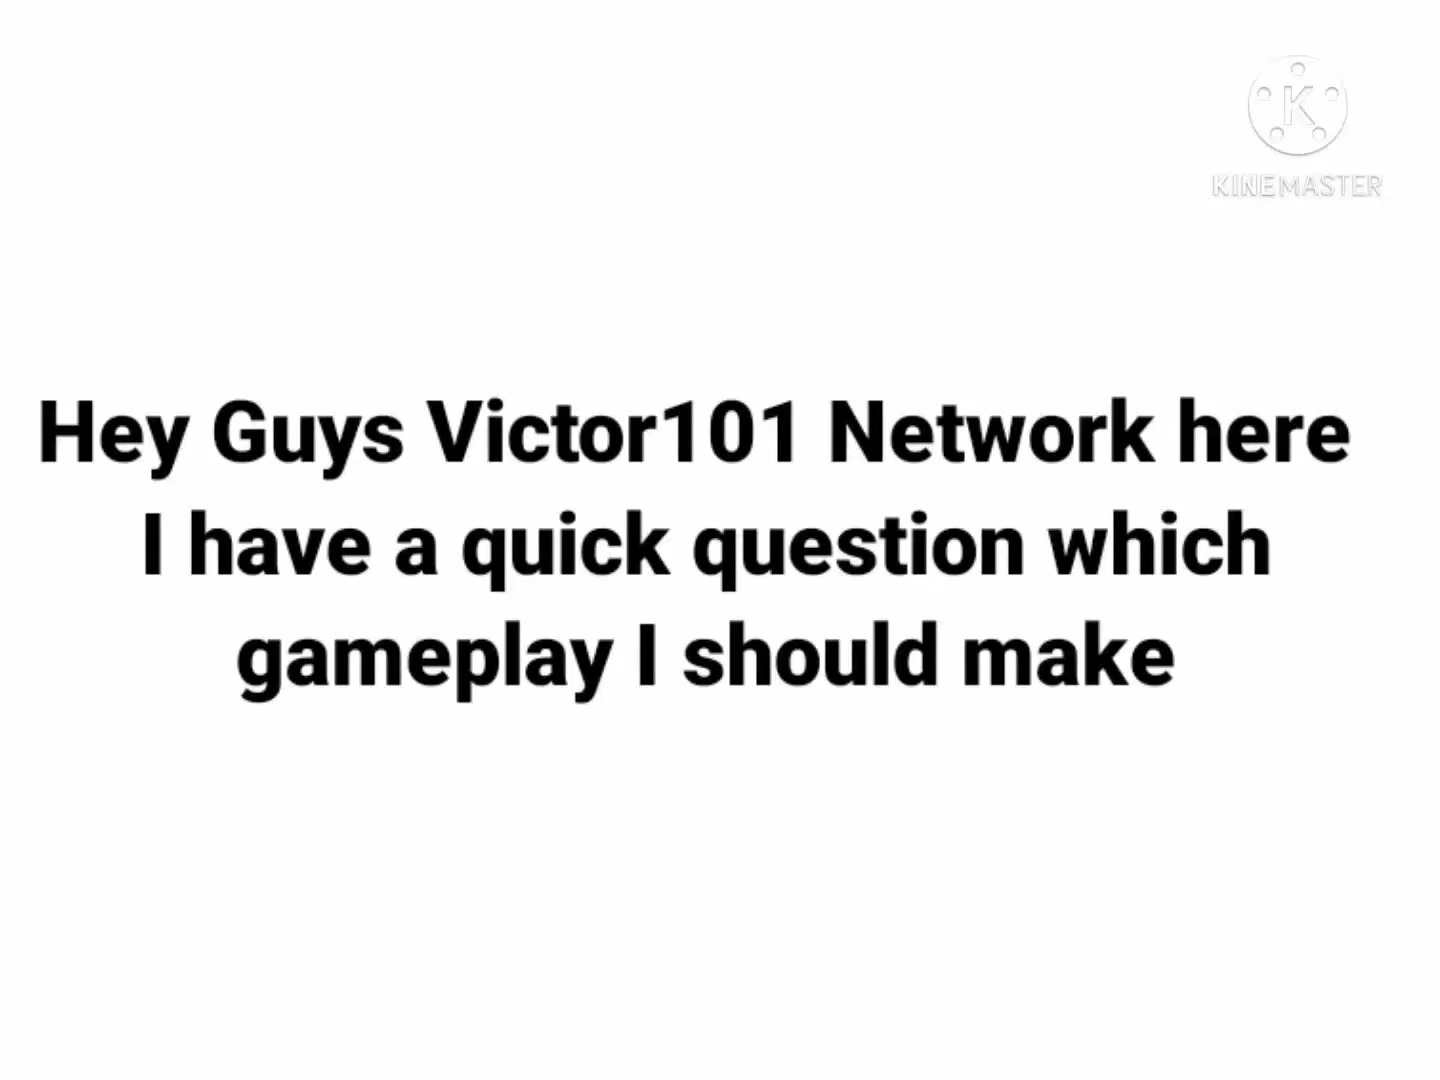 K
KINEMASTER
Hey Guys Victor101 Network here
I have a quick question which
gameplay I should make